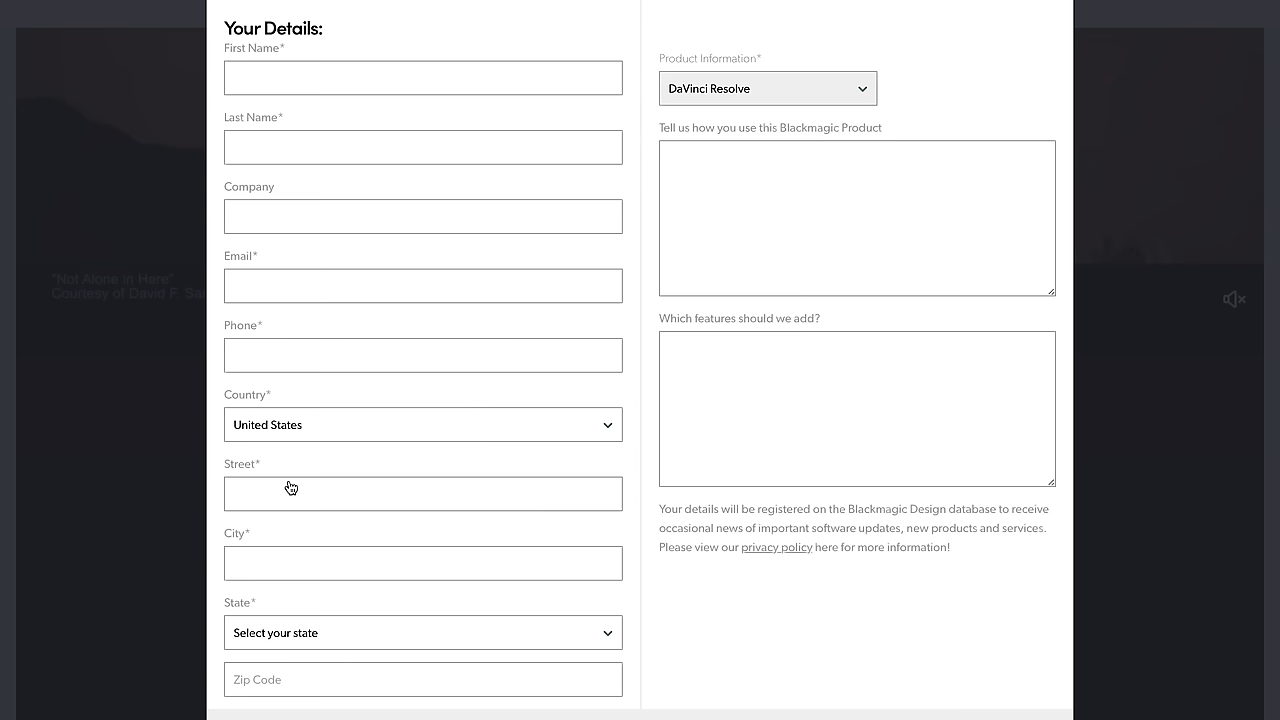 Your Details:
First Name*
Last Name*
Company
Email*
Phone*
Country*
United States
Street*
City*
State*
Select your state
Zip Code
Product Information*
DaVinci Resolve
Tell us how you use this Blackmagic Product
Which features should we add?
Your details will be registered on the Blackmagic Design database to receive
occasional news of important software updates, new products and services.
Please view our privacy policy here for more information!
"Not Alone in Here"
Courtesy of David F.